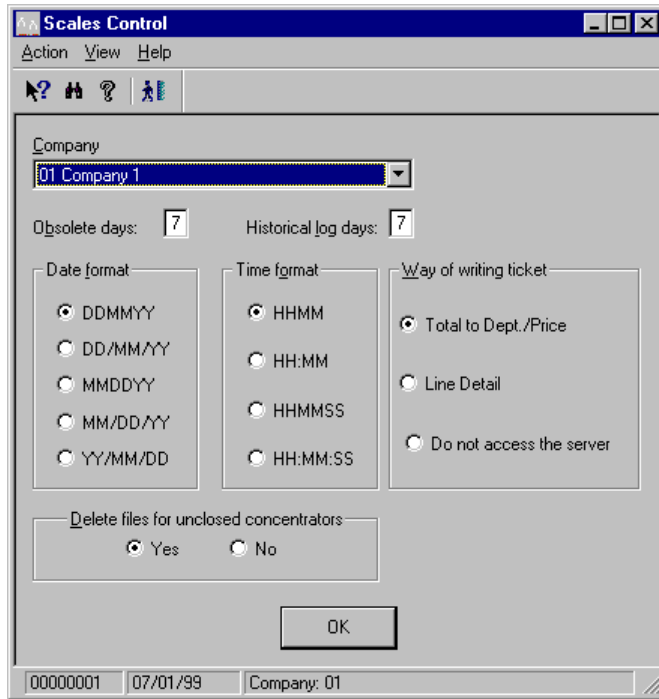 Scales Control
Action View Help
Company
01 Company 1
Obsolete days: 7 Historical log days: 7
Date format Time format Way of writing ticket
DDMMYY HHMM Total to Dept./Price
DD/MM/YY HH:MM Line Detail
MMDDYY HHMMSS Do not access the server
MM/DD/YY HH:MM:SS
YY/MM/DD
Delete files for unclosed concentrators
Yes No
OK
00000001 07/01/99 Company: 01